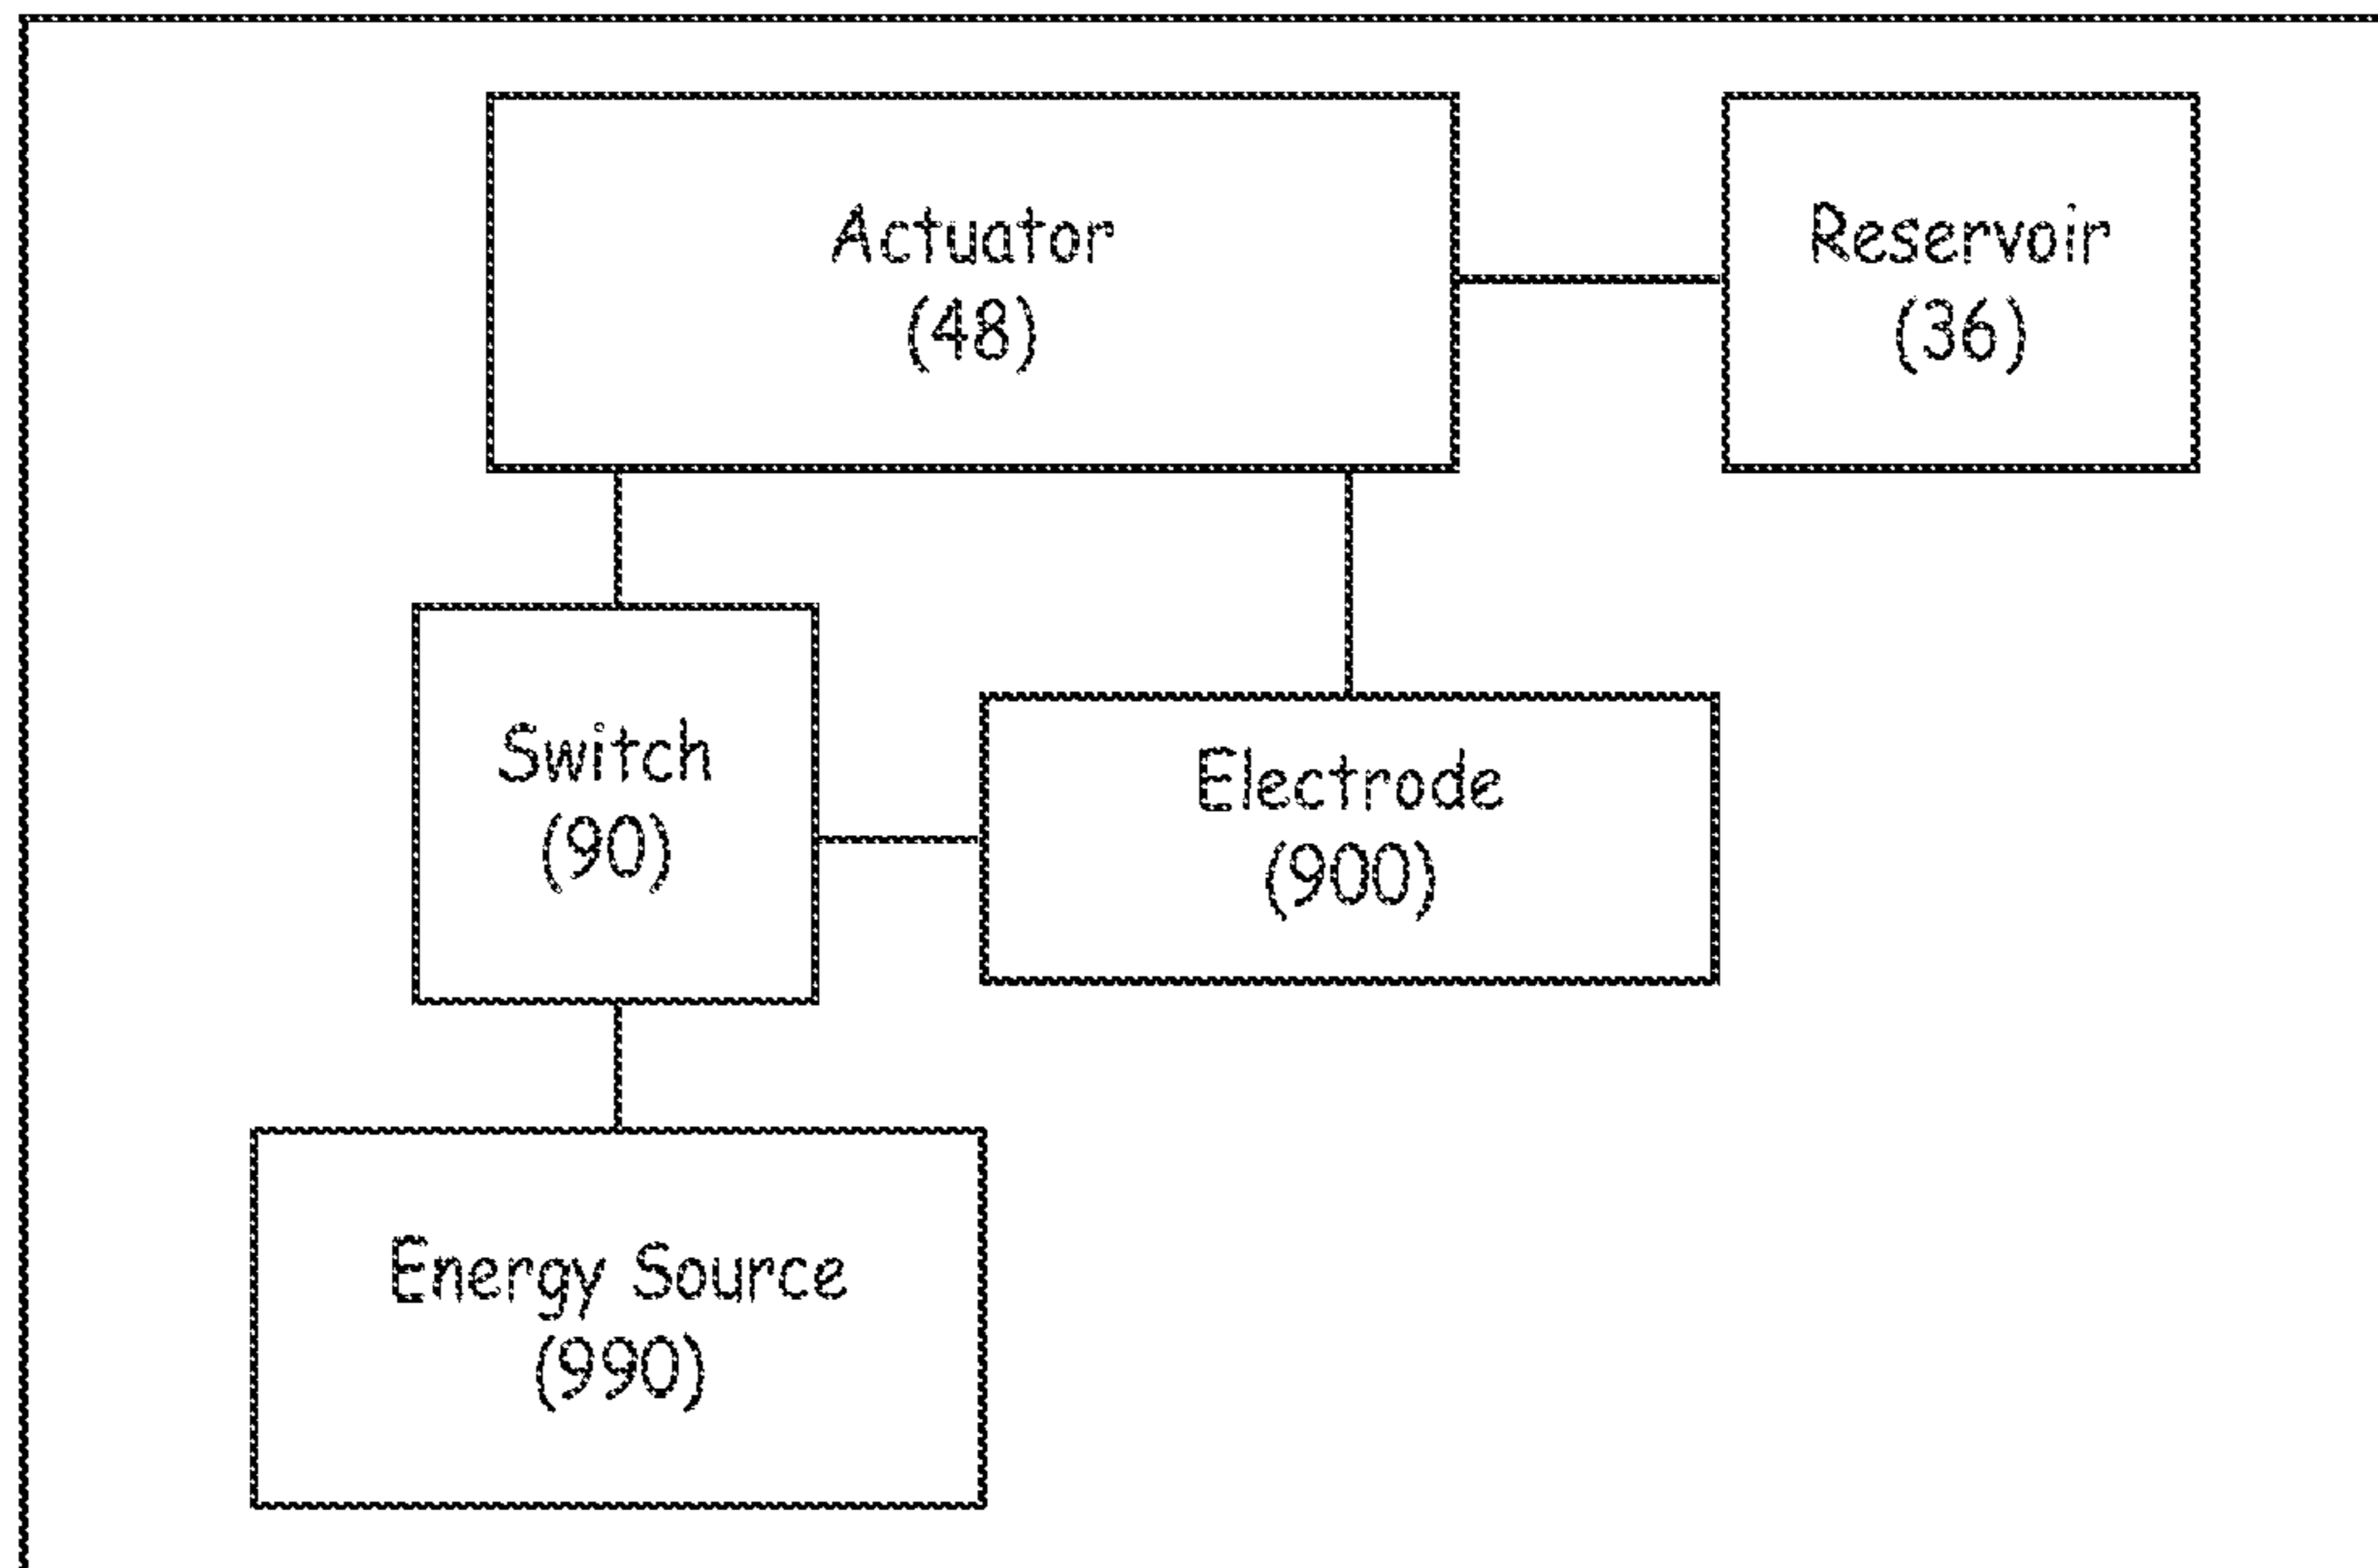 Actuator
(48)
Reservoir
(36)
Switch
(90)
Electrode
(900)
Energy Source
(990)